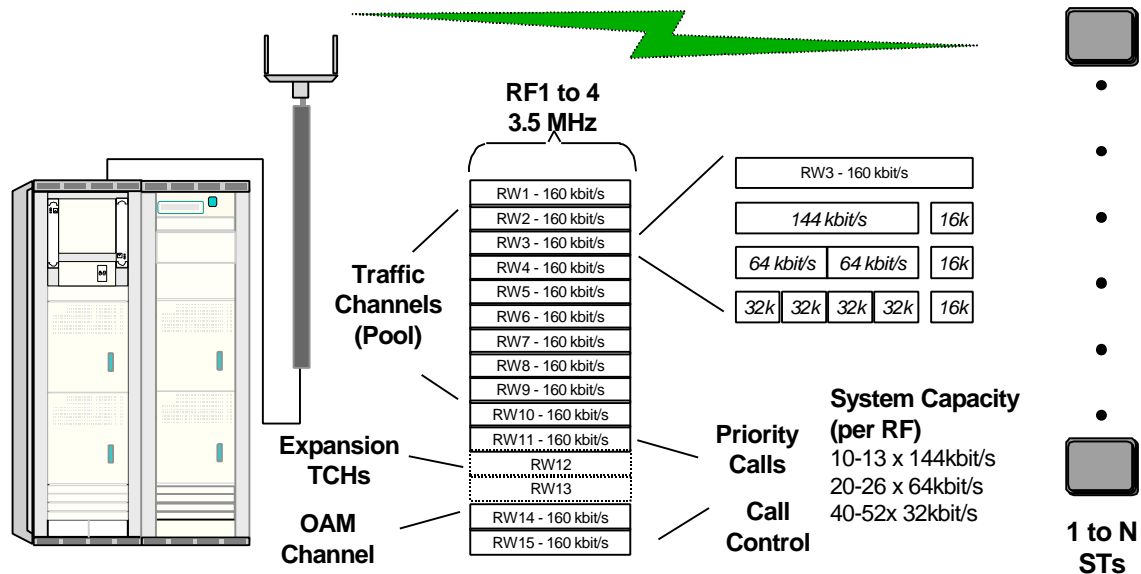 RF1 to 4
3.5 MHz
RW1 - 160 kbit/s
RW2 - 160 kbit/s
RW3 - 160 kbit/s
RW4 - 160 kbit/s
RW5 - 160 kbit/s
RW6 - 160 kbit/s
RW7 - 160 kbit/s
RW8 - 160 kbit/s
RW9 - 160 kbit/s
RW10 - 160 kbit/s
RW11 - 160 kbit/s
RW12
RW13
RW14 - 160 kbit/s
RW15 - 160 kbit/s
Traffic
Channels
(Pool)
Expansion
TCHs
OAM
Channel
RW3 - 160 kbit/s
144 kbit/s 16k
64 kbit/s 64 kbit/s 16k
32k 32k 32k 32k 16k
Priority
Calls
Call
Control
System Capacity
(per RF)
10-13 x 144kbit/s
20-26 x 64kbit/s
40-52x 32kbit/s
1 to N
STs